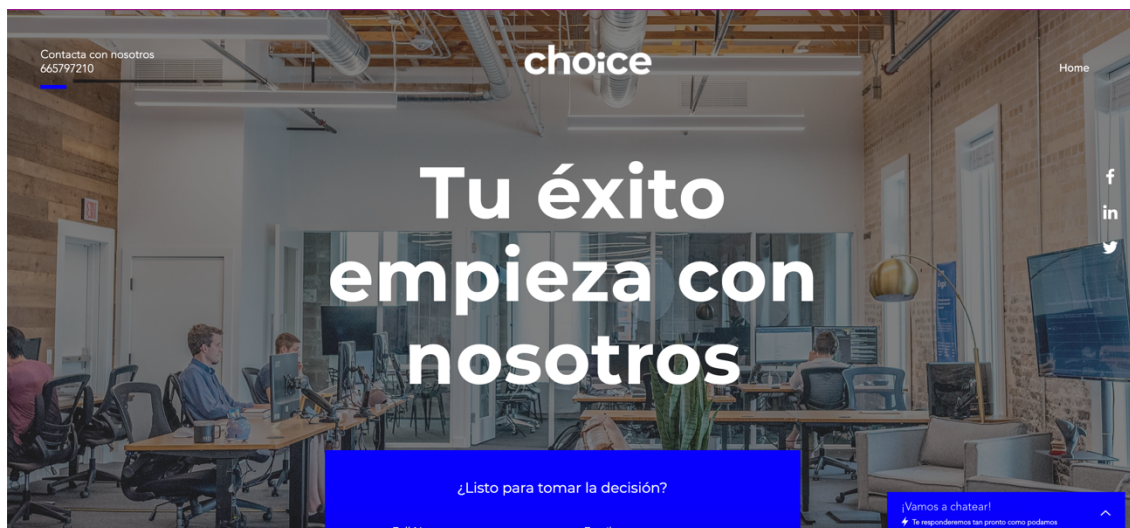 Contacta con nosotros
665797210
choice
Home
Tu éxito
empieza con
nosotros
¿Listo para tomar la decisión?
¡Vamos a chatear!
Te responderemos tan pronto como podamos